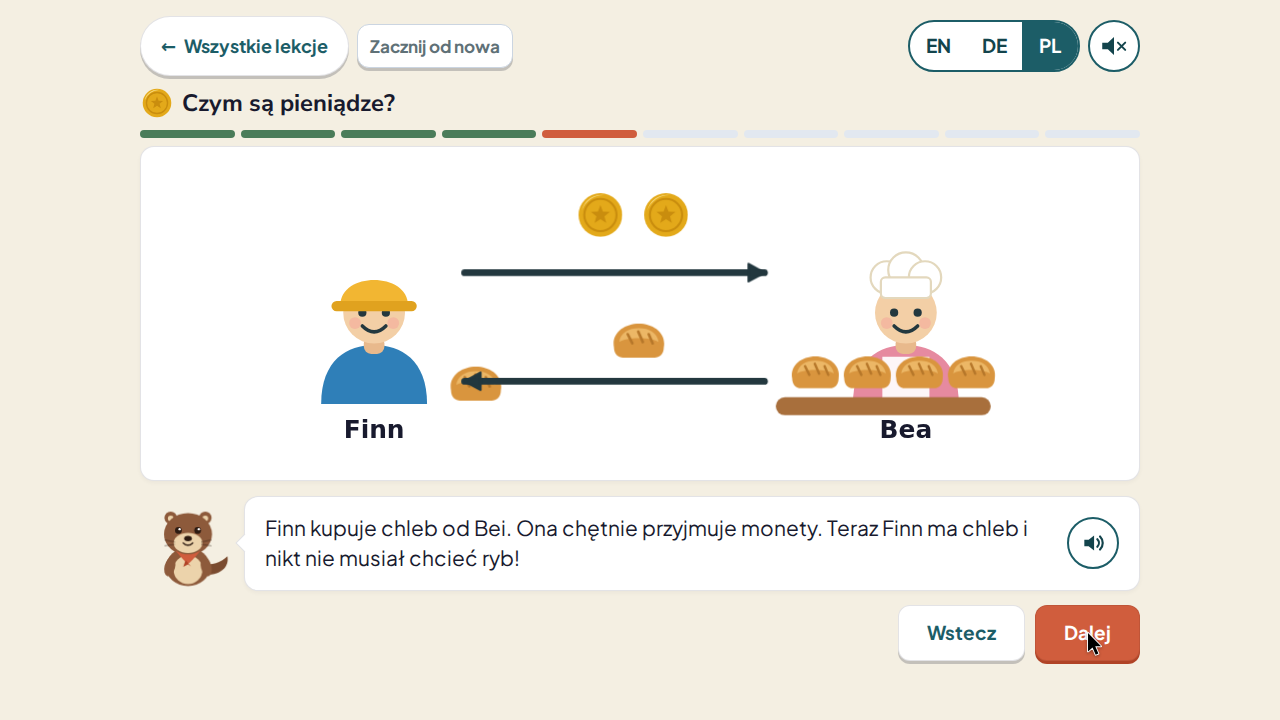 ← Wszystkie lekcje
Zacznij od nowa
EN DE PL
Czym są pieniądze?
Finn
Bea
Finn kupuje chleb od Bei. Ona chętnie przyjmuje monety. Teraz Finn ma chleb i
nikt nie musiał chcieć ryb!
Wstecz
Dalej